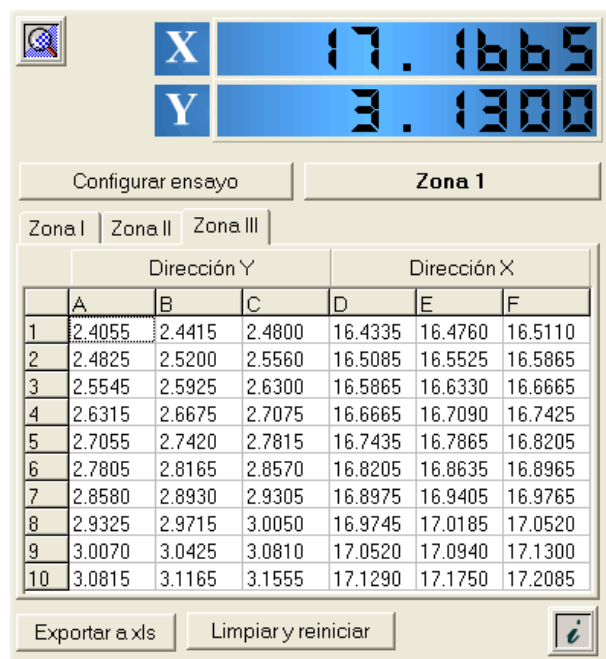 X 17.1665
Y 3.1300
Configurar ensayo Zona 1
Zona I Zona II Zona III
Dirección Y Dirección X
A B C D E F
1 2.4055 2.4415 2.4800 16.4335 16.4760 16.5110
2 2.4825 2.5200 2.5560 16.5085 16.5525 16.5865
3 2.5545 2.5925 2.6300 16.5865 16.6330 16.6665
4 2.6315 2.6675 2.7075 16.6665 16.7090 16.7425
5 2.7055 2.7420 2.7815 16.7435 16.7865 16.8205
6 2.7805 2.8165 2.8570 16.8205 16.8635 16.8965
7 2.8580 2.8930 2.9305 16.8975 16.9405 16.9765
8 2.9325 2.9715 3.0050 16.9745 17.0185 17.0520
9 3.0070 3.0425 3.0810 17.0520 17.0940 17.1300
10 3.0815 3.1165 3.1555 17.1290 17.1750 17.2085
Exportar a xls Limpiar y reiniciar i